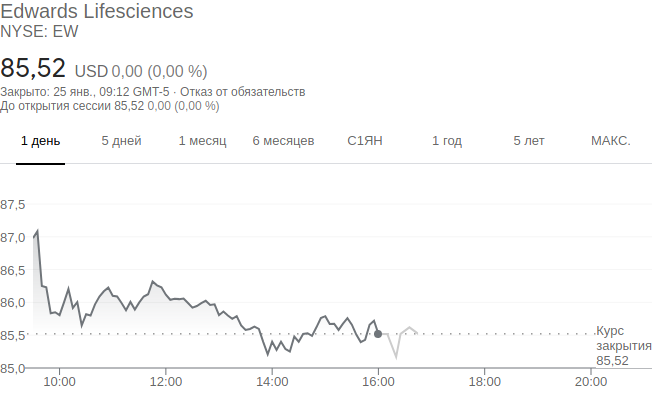 Edwards Lifesciences
NYSE: EW
85,52 USD 0,00 (0,00 %)
Закрыто: 25 янв., 09:12 GMT-5 · Отказ от обязательств
До открытия сессии 85,52 0,00 (0,00 %)
1 день 5 дней 1 месяц 6 месяцев С1ЯН 1 год 5 лет МАКС.
87,5
87,0
86,5
86,0
85,5
85,0
Курс
закрытия
85,52
10:00 12:00 14:00 16:00 18:00 20:00